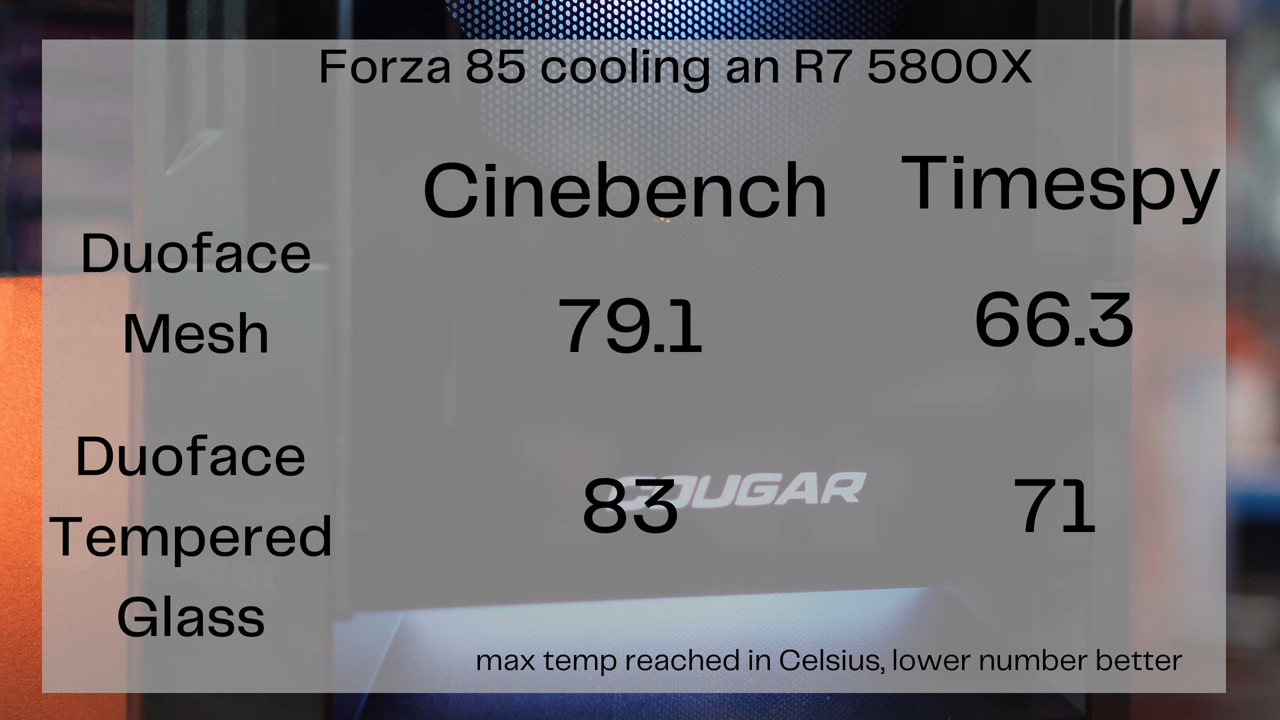 Forza 85 cooling an R7 5800X
Cinebench Timespy
Duoface
Mesh
79.1 66.3
Duoface
Tempered
Glass
83 71
COUGAR
max temp reached in Celsius, lower number better